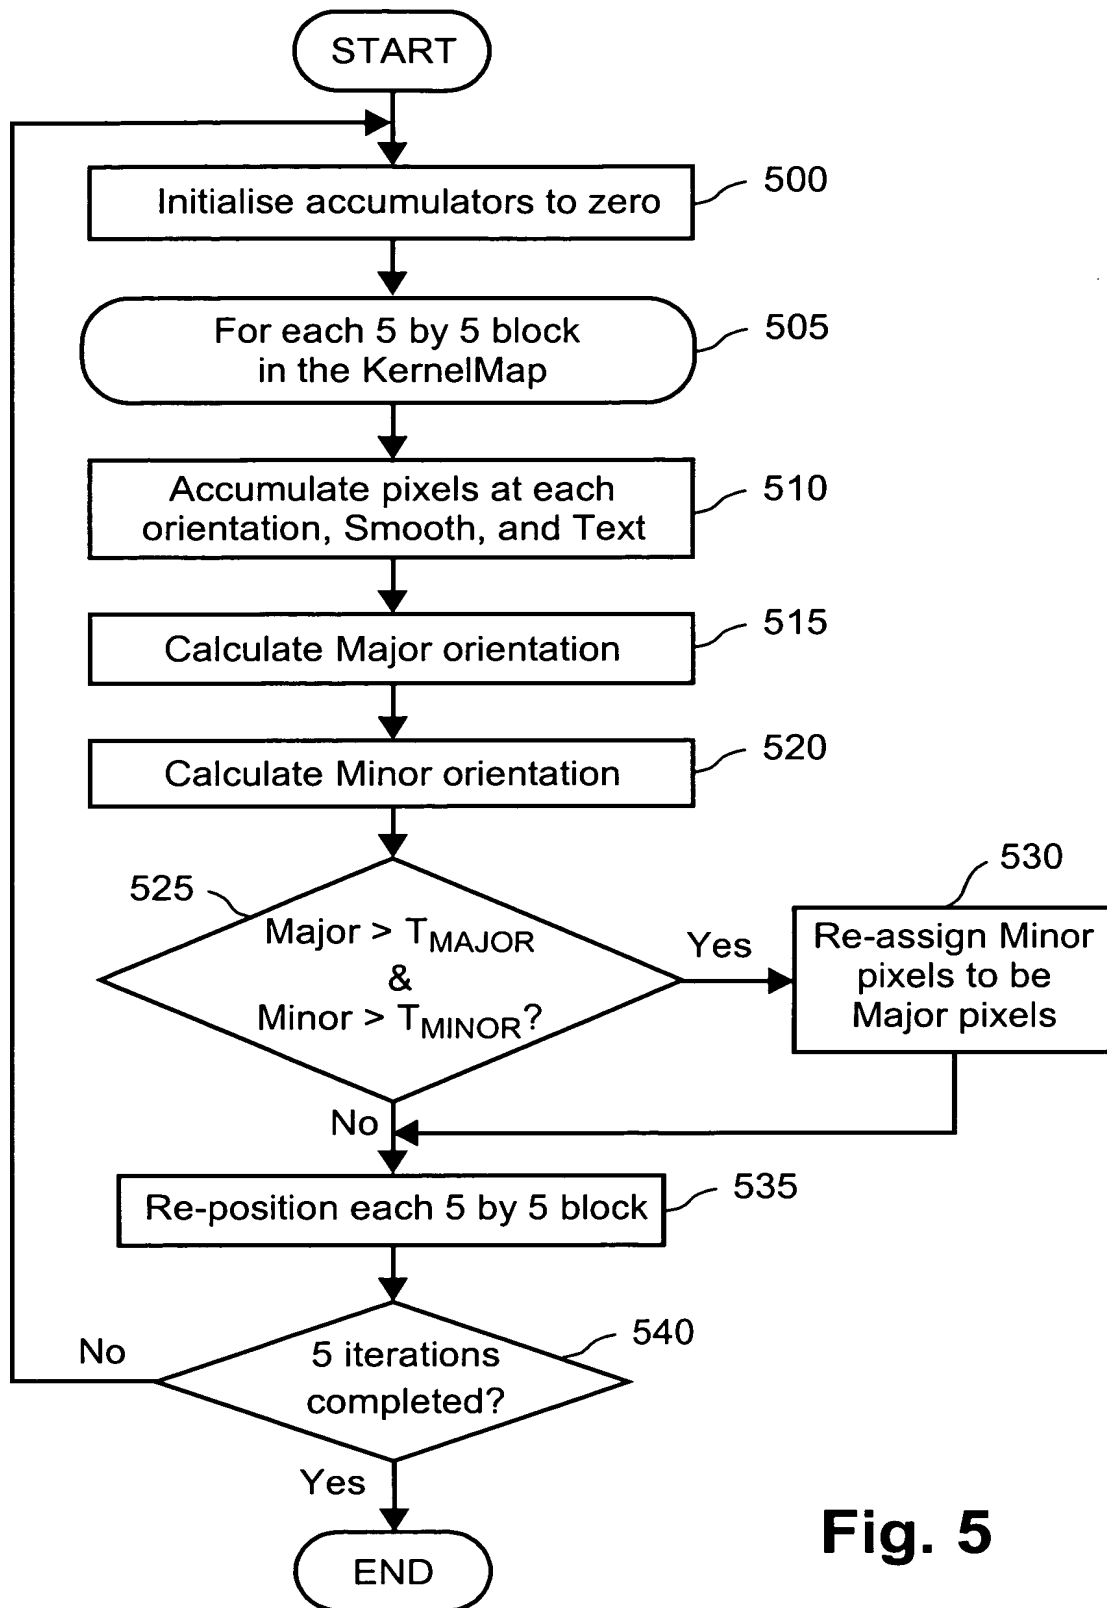 START
Initialise accumulators to zero
500
For each 5 by 5 block
in the KernelMap
505
Accumulate pixels at each
orientation, Smooth, and Text
510
Calculate Major orientation
515
Calculate Minor orientation
520
525
Major > TMAJOR
&
Minor > TMINOR?
Yes
530
Re-assign Minor
pixels to be
Major pixels
No
Re-position each 5 by 5 block
535
5 iterations
completed?
540
No
Yes
END
Fig. 5